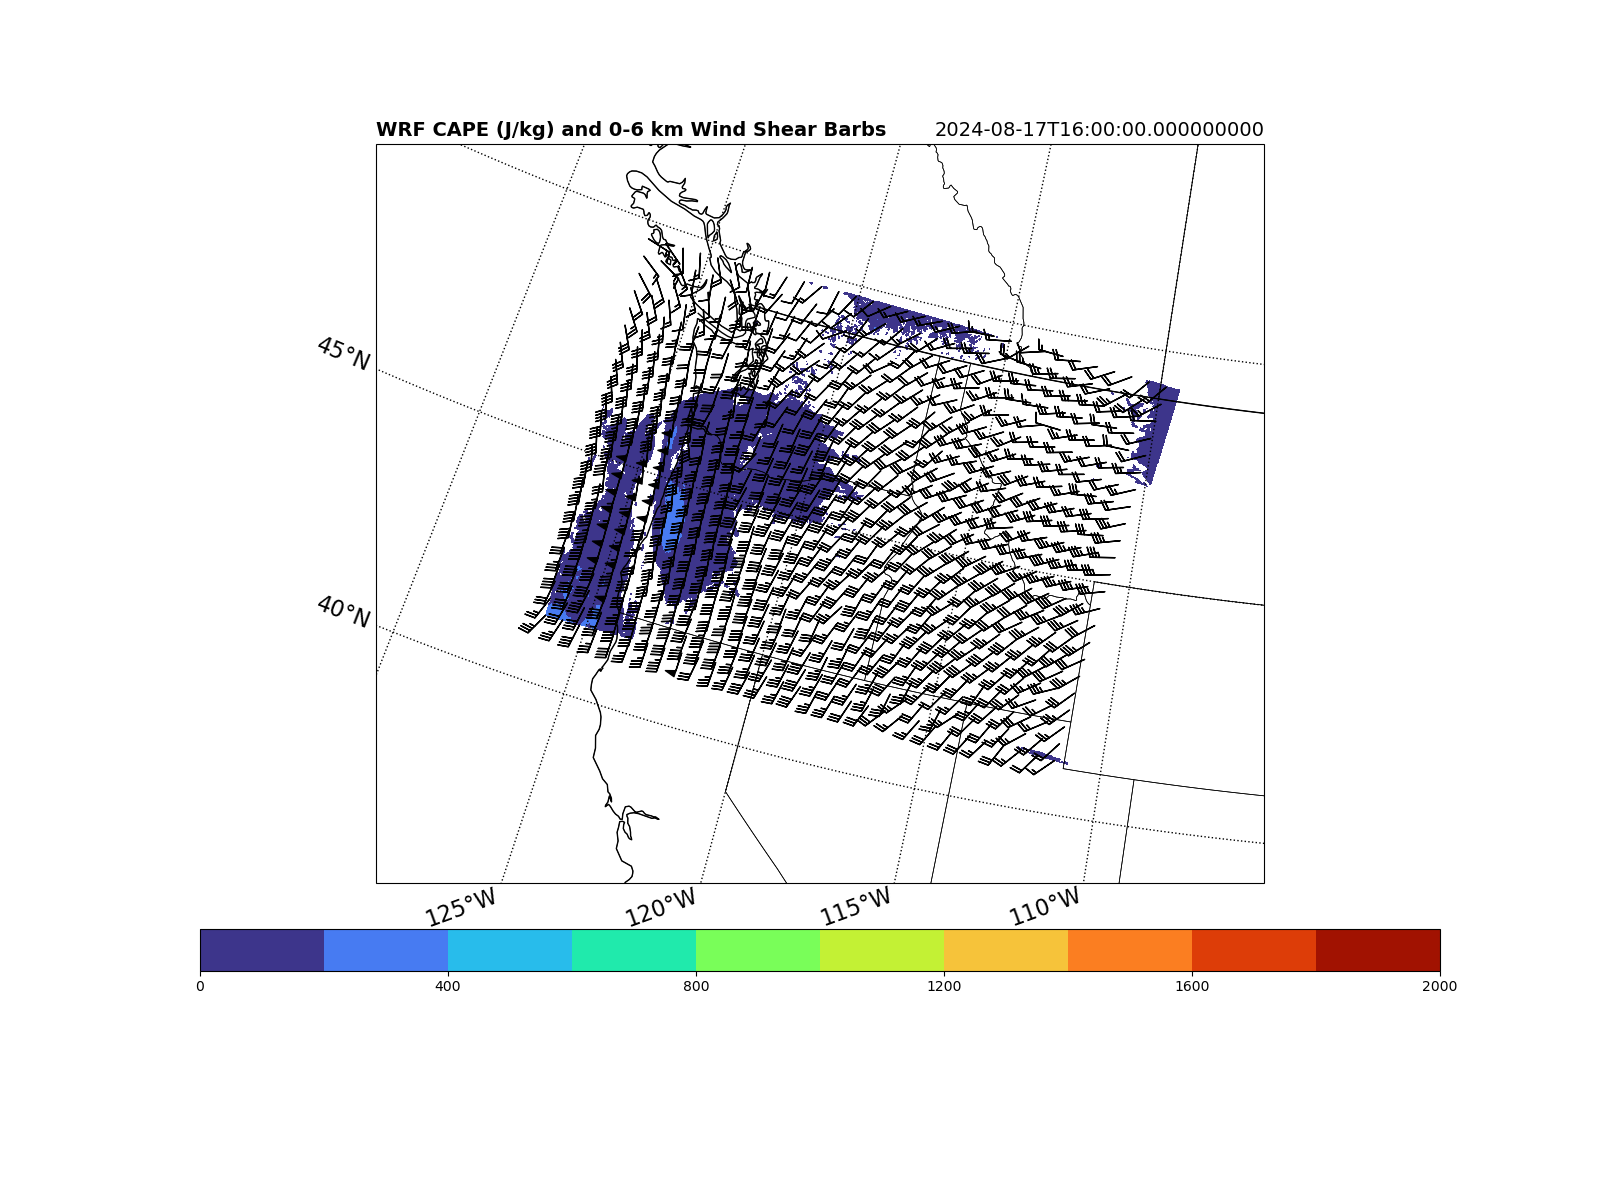 WRF CAPE (J/kg) and 0-6 km Wind Shear Barbs 2024-08-17T16:00:00.000000000
45°N
40°N
125°W 120°W 115°W 110°W
0 400 800 1200 1600 2000